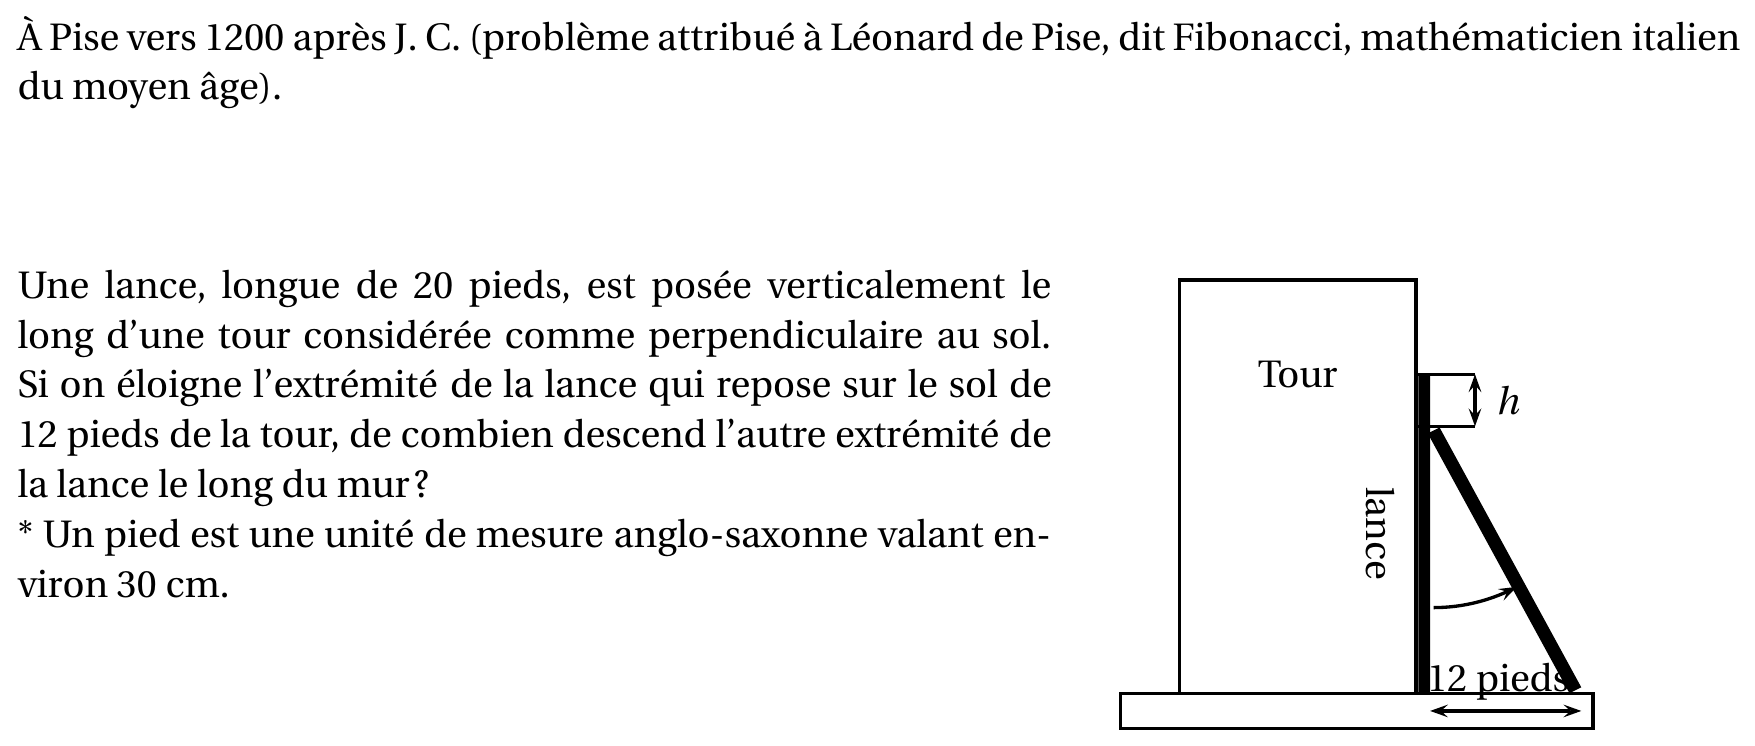 À Pise vers 1200 après J. C. (problème attribué à Léonard de Pise, dit Fibonacci, mathématicien italien
du moyen âge).
Une lance, longue de 20 pieds, est posée verticalement le
long d'une tour considérée comme perpendiculaire au sol.
Si on éloigne l'extrémité de la lance qui repose sur le sol de
12 pieds de la tour, de combien descend l'autre extrémité de
la lance le long du mur?
* Un pied est une unité de mesure anglo-saxonne valant en-
viron 30 cm.
Tour
h
lance
12 pieds